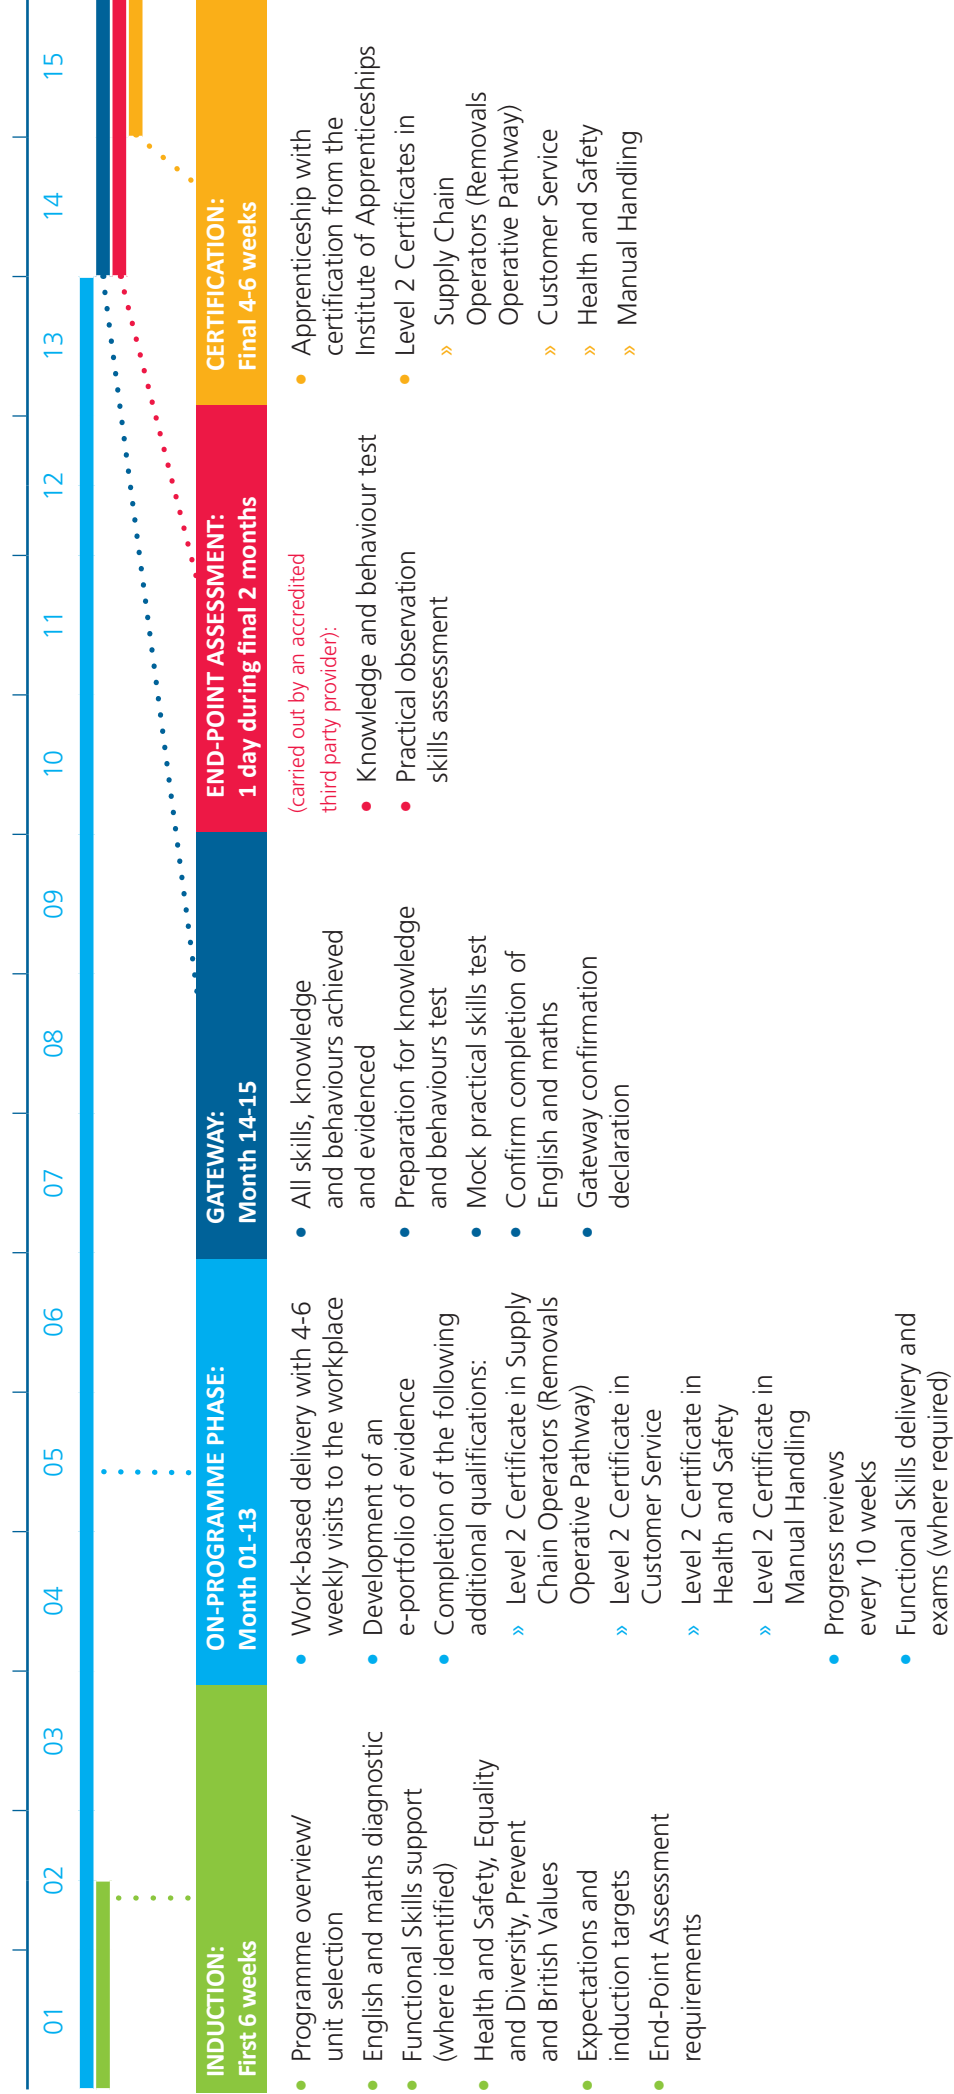 01
02
03
04
05
06
07
08
09
10
11
12
13
14
15
INDUCTION:
First 6 weeks
• Programme overview/
unit selection
• English and maths diagnostic
• Functional Skills support
(where identified)
• Health and Safety, Equality
and Diversity, Prevent
and British Values
• Expectations and
induction targets
• End-Point Assessment
requirements
ON-PROGRAMME PHASE:
Month 01-13
• Work-based delivery with 4-6
weekly visits to the workplace
• Development of an
e-portfolio of evidence
• Completion of the following
additional qualifications:
» Level 2 Certificate in Supply
Chain Operators (Removals
Operative Pathway)
» Level 2 Certificate in
Customer Service
» Level 2 Certificate in
Health and Safety
» Level 2 Certificate in
Manual Handling
• Progress reviews
every 10 weeks
• Functional Skills delivery and
exams (where required)
GATEWAY:
Month 14-15
• All skills, knowledge
and behaviours achieved
and evidenced
• Preparation for knowledge
and behaviours test
• Mock practical skills test
• Confirm completion of
English and maths
• Gateway confirmation
declaration
END-POINT ASSESSMENT:
1 day during final 2 months
(carried out by an accredited
third party provider):
• Knowledge and behaviour test
• Practical observation
skills assessment
CERTIFICATION:
Final 4-6 weeks
• Apprenticeship with
certification from the
Institute of Apprenticeships
• Level 2 Certificates in
» Supply Chain
Operators (Removals
Operative Pathway)
» Customer Service
» Health and Safety
» Manual Handling